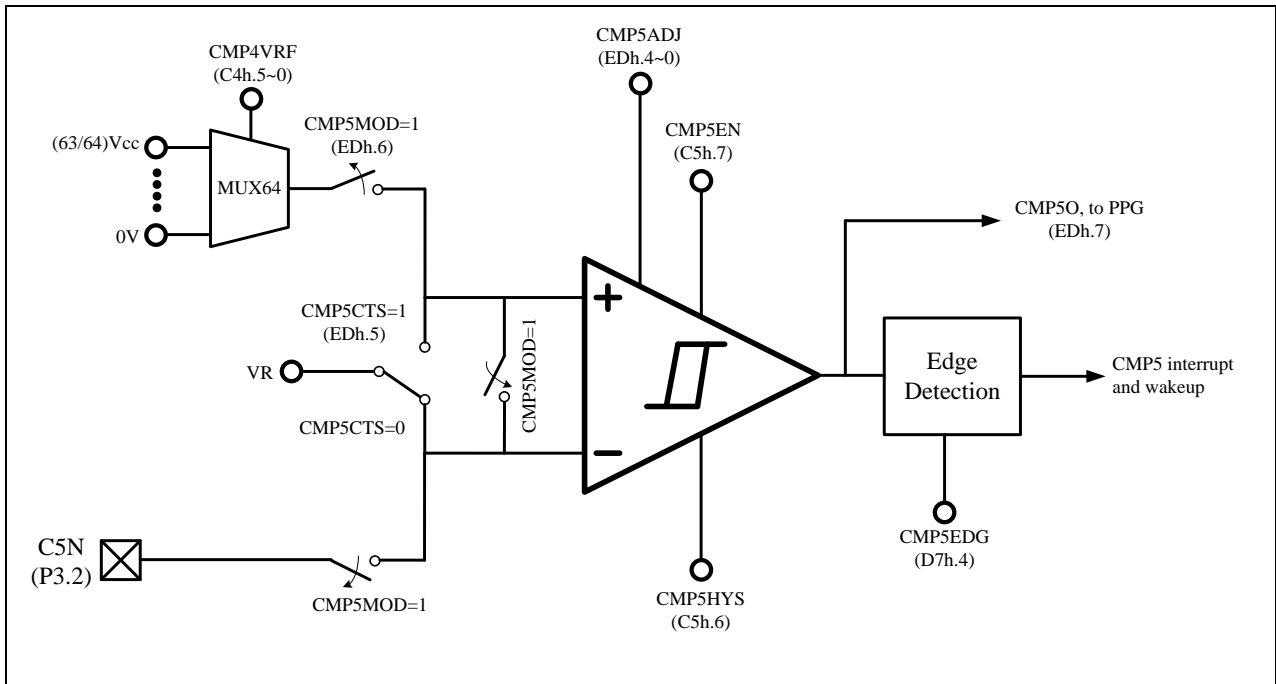 CMP4VRF
(C4h.5~0)
CMP5ADJ
(EDh.4~0)
CMP5MOD=1
(EDh.6)
CMP5EN
(C5h.7)
(63/64)Vcc
MUX64
0V
CMP5O, to PPG
(EDh.7)
CMP5CTS=1
(EDh.5)
+
CMP5MOD=1
VR
Edge
Detection
CMP5 interrupt
and wakeup
CMP5CTS=0
−
C5N
(P3.2)
CMP5MOD=1
CMP5EDG
(D7h.4)
CMP5HYS
(C5h.6)